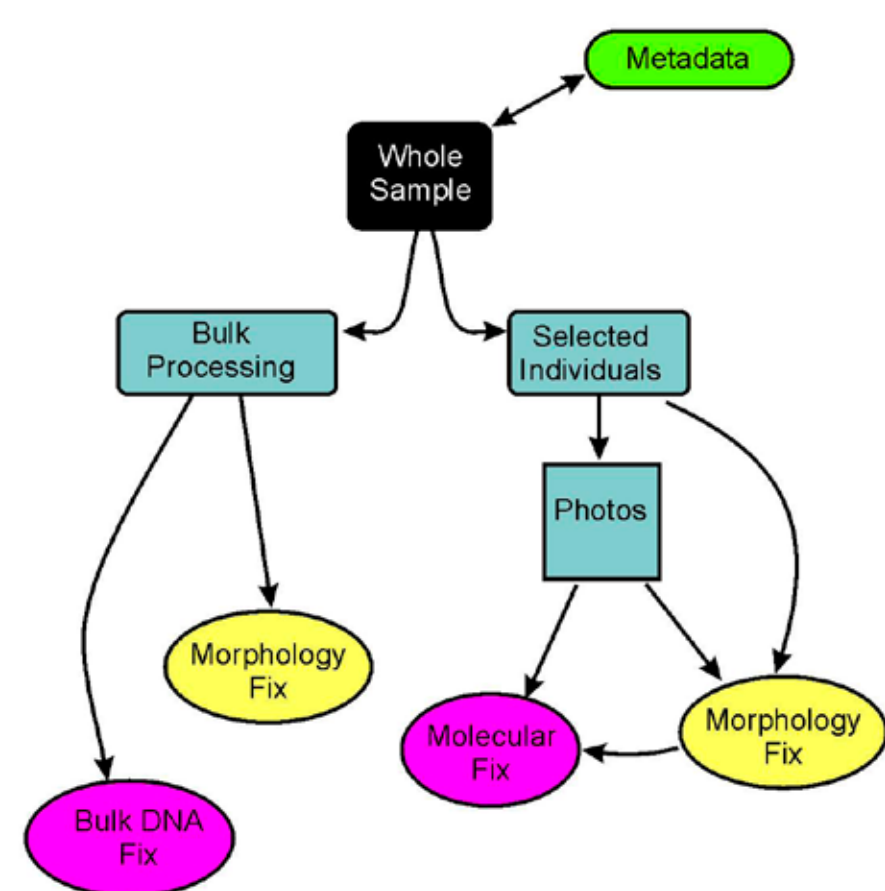 Metadata
Whole
Sample
Bulk
Processing
Selected
Individuals
Photos
Morphology
Fix
Molecular
Fix
Morphology
Fix
Bulk DNA
Fix